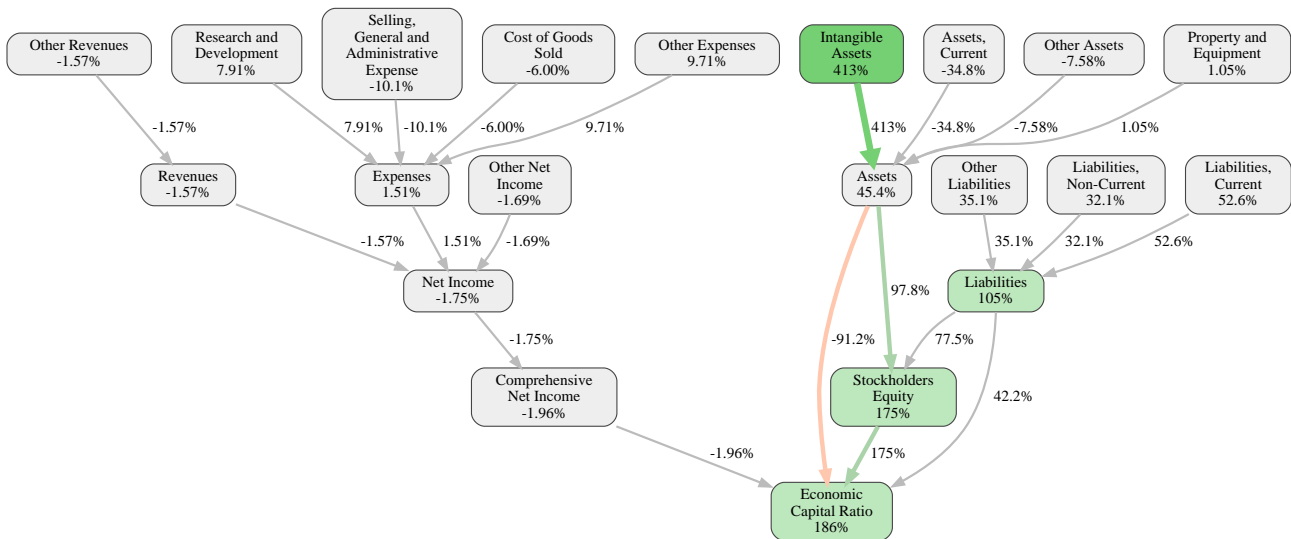 Other Revenues
-1.57%
Research and
Development
7.91%
Selling,
General and
Administrative
Expense
-10.1%
Cost of Goods
Sold
-6.00%
Other Expenses
9.71%
Intangible
Assets
413%
Assets,
Current
-34.8%
Other Assets
-7.58%
Property and
Equipment
1.05%
-1.57%
7.91%
-10.1%
-6.00%
9.71%
413%
-34.8%
-7.58%
1.05%
Revenues
-1.57%
Expenses
1.51%
Other Net
Income
-1.69%
Assets
45.4%
Other
Liabilities
35.1%
Liabilities,
Non-Current
32.1%
Liabilities,
Current
52.6%
-1.57%
1.51%
-1.69%
35.1%
32.1%
52.6%
Net Income
-1.75%
97.8%
Liabilities
105%
-1.75%
-91.2%
77.5%
Comprehensive
Net Income
-1.96%
Stockholders
Equity
175%
42.2%
-1.96%
175%
Economic
Capital Ratio
186%